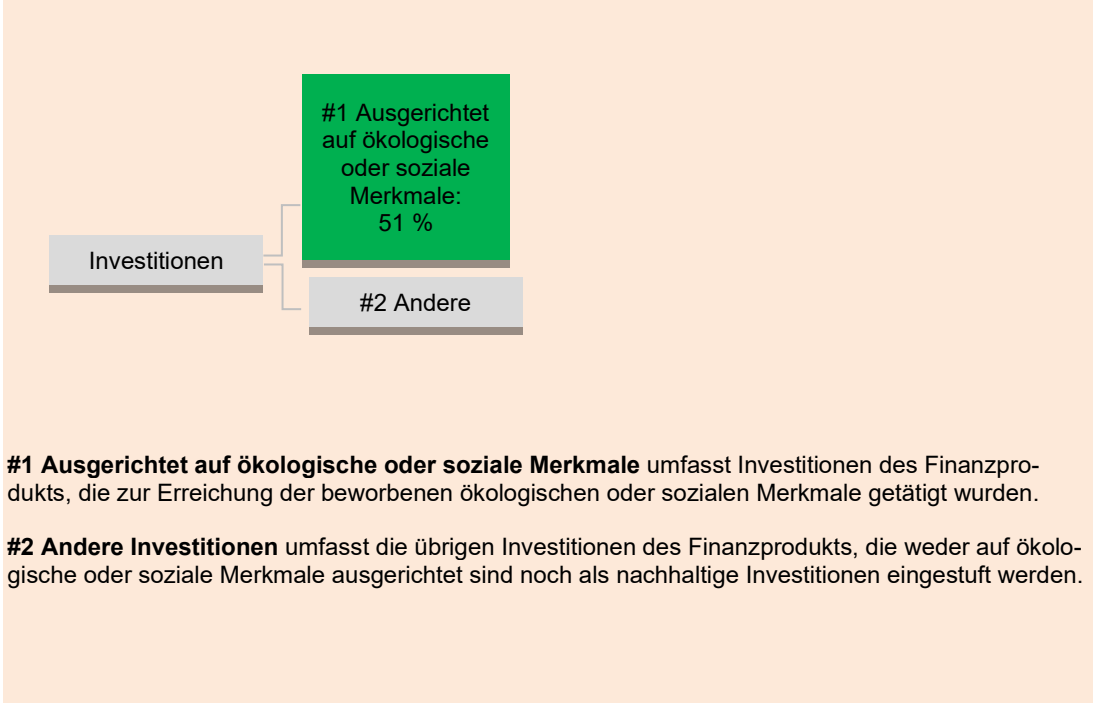 #1 Ausgerichtet
auf ökologische
oder soziale
Merkmale:
51 %
Investitionen
#2 Andere
#1 Ausgerichtet auf ökologische oder soziale Merkmale umfasst Investitionen des Finanzpro-
dukts, die zur Erreichung der beworbenen ökologischen oder sozialen Merkmale getätigt wurden.
#2 Andere Investitionen umfasst die übrigen Investitionen des Finanzprodukts, die weder auf ökolo-
gische oder soziale Merkmale ausgerichtet sind noch als nachhaltige Investitionen eingestuft werden.